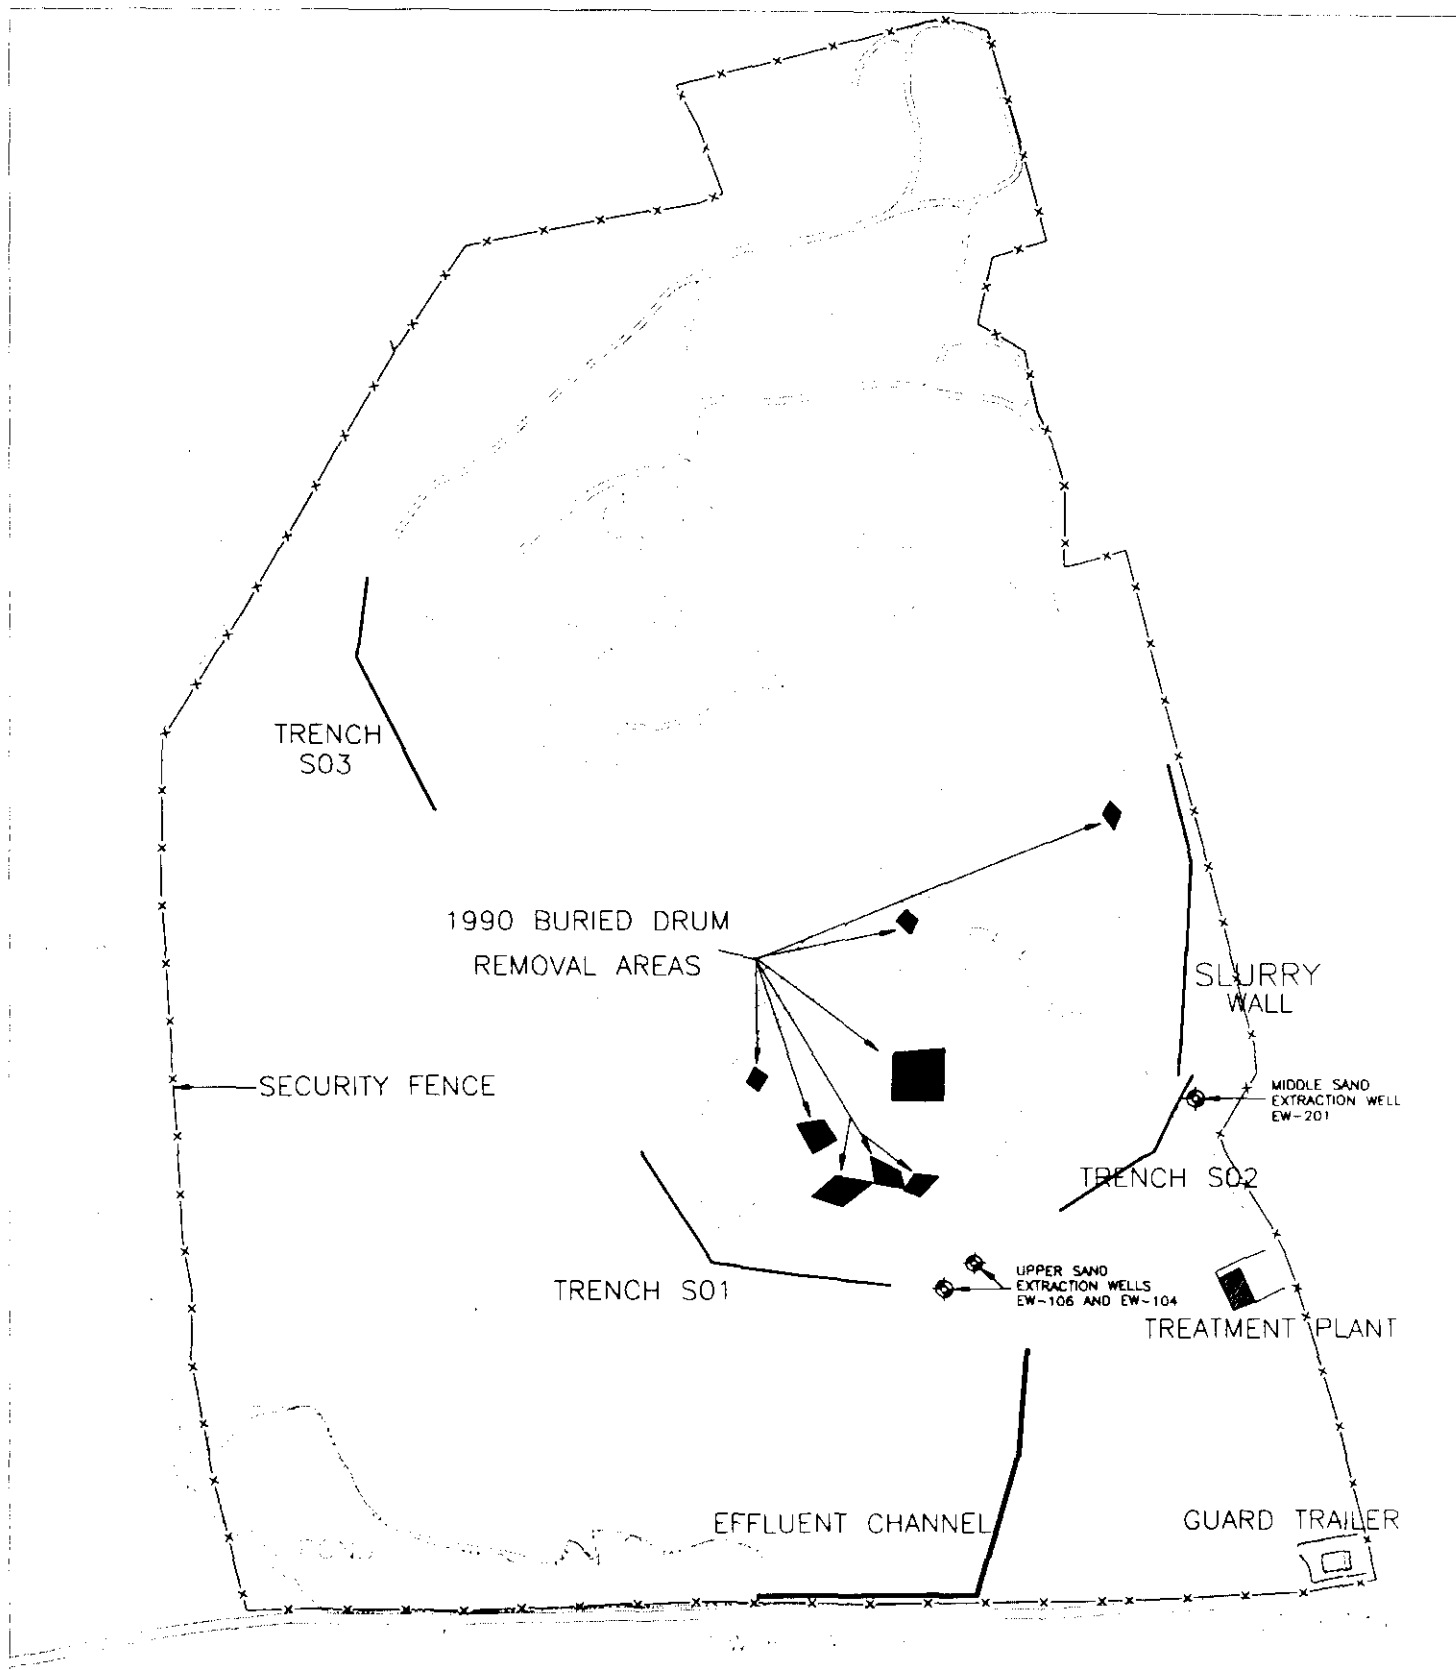 TRENCH
S03
1990 BURIED DRUM
REMOVAL AREAS
SLURRY
WALL
SECURITY FENCE
MIDDLE SAND
EXTRACTION WELL
EW-201
TRENCH S02
TRENCH S01
UPPER SAND
EXTRACTION WELLS
EW-106 AND EW-104
TREATMENT PLANT
EFFLUENT CHANNEL
GUARD TRAILER
POND